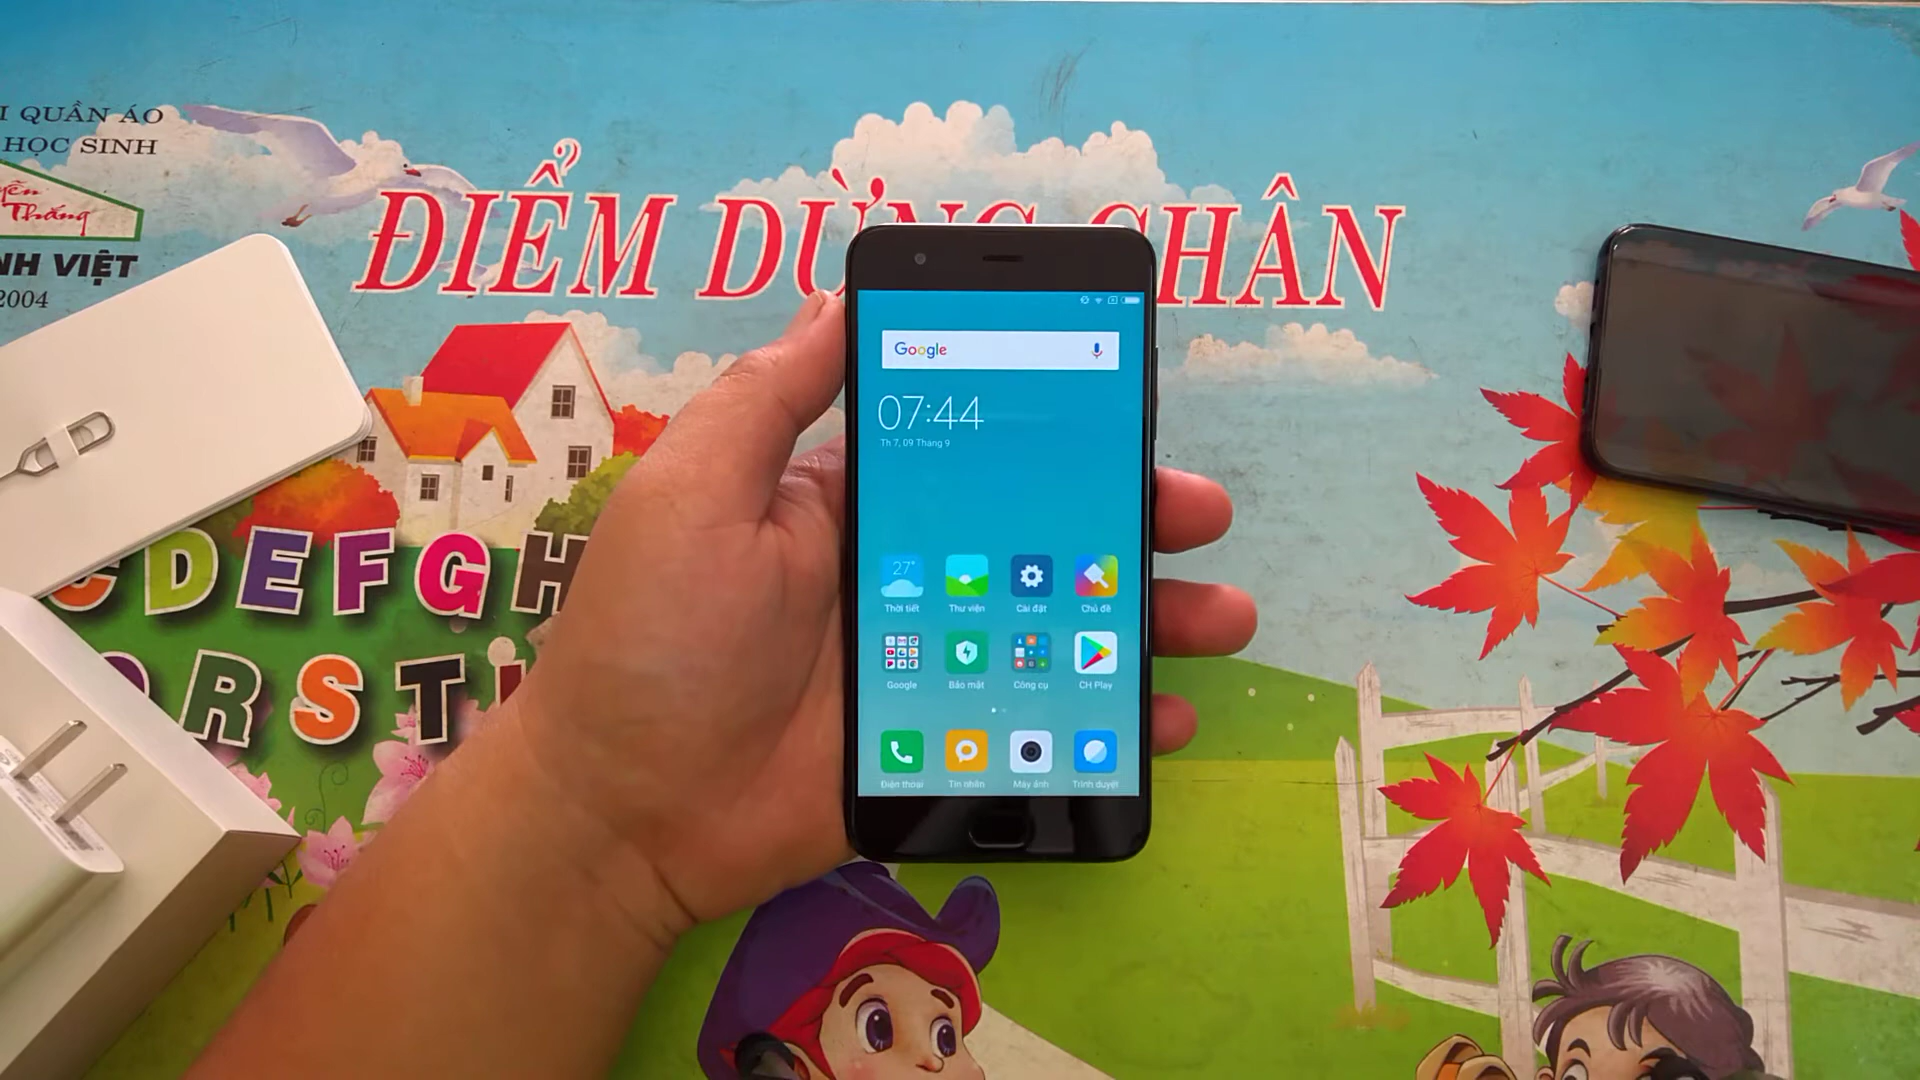 I QUẦN ÁO
HỌC SINH
Thắng
NH VIỆT
2004
ĐIỂM DỪNG CHÂN
Google
07:44
Th 7, 09 Tháng 9
27°
Thời tiết
Thư viện
Cài đặt
Chủ đề
Google
Bảo mật
Công cụ
CH Play
Điện thoại
Tin nhắn
Máy ảnh
Trình duyệt
C D E F G H
R S T